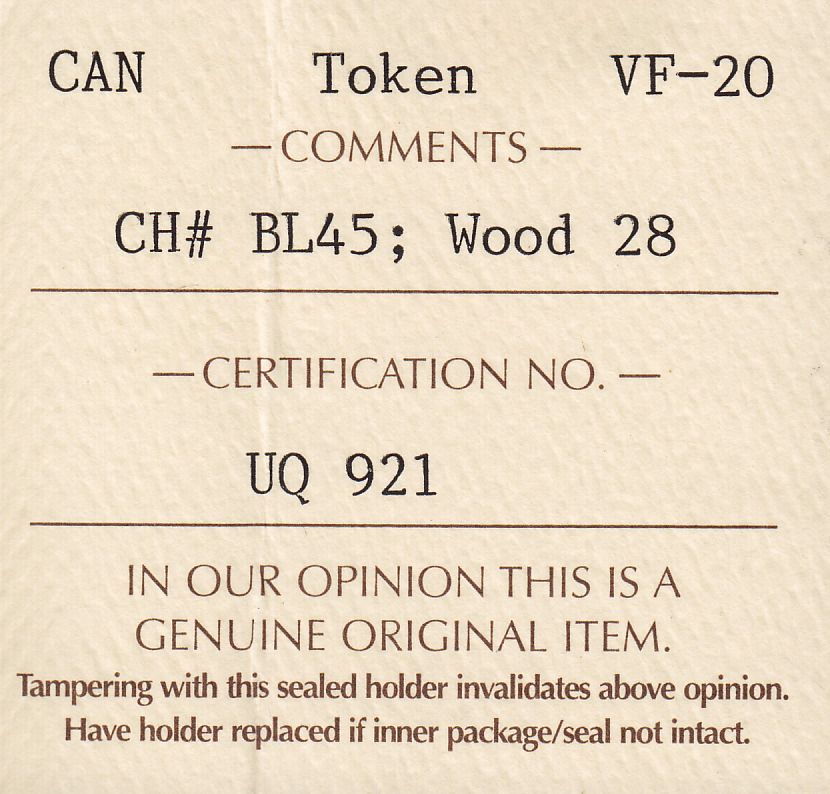 CAN Token VF-20
— COMMENTS —
CH# BL45; Wood 28
— CERTIFICATION NO. —
UQ 921
IN OUR OPINION THIS IS A
GENUINE ORIGINAL ITEM.
Tampering with this sealed holder invalidates above opinion.
Have holder replaced if inner package/seal not intact.